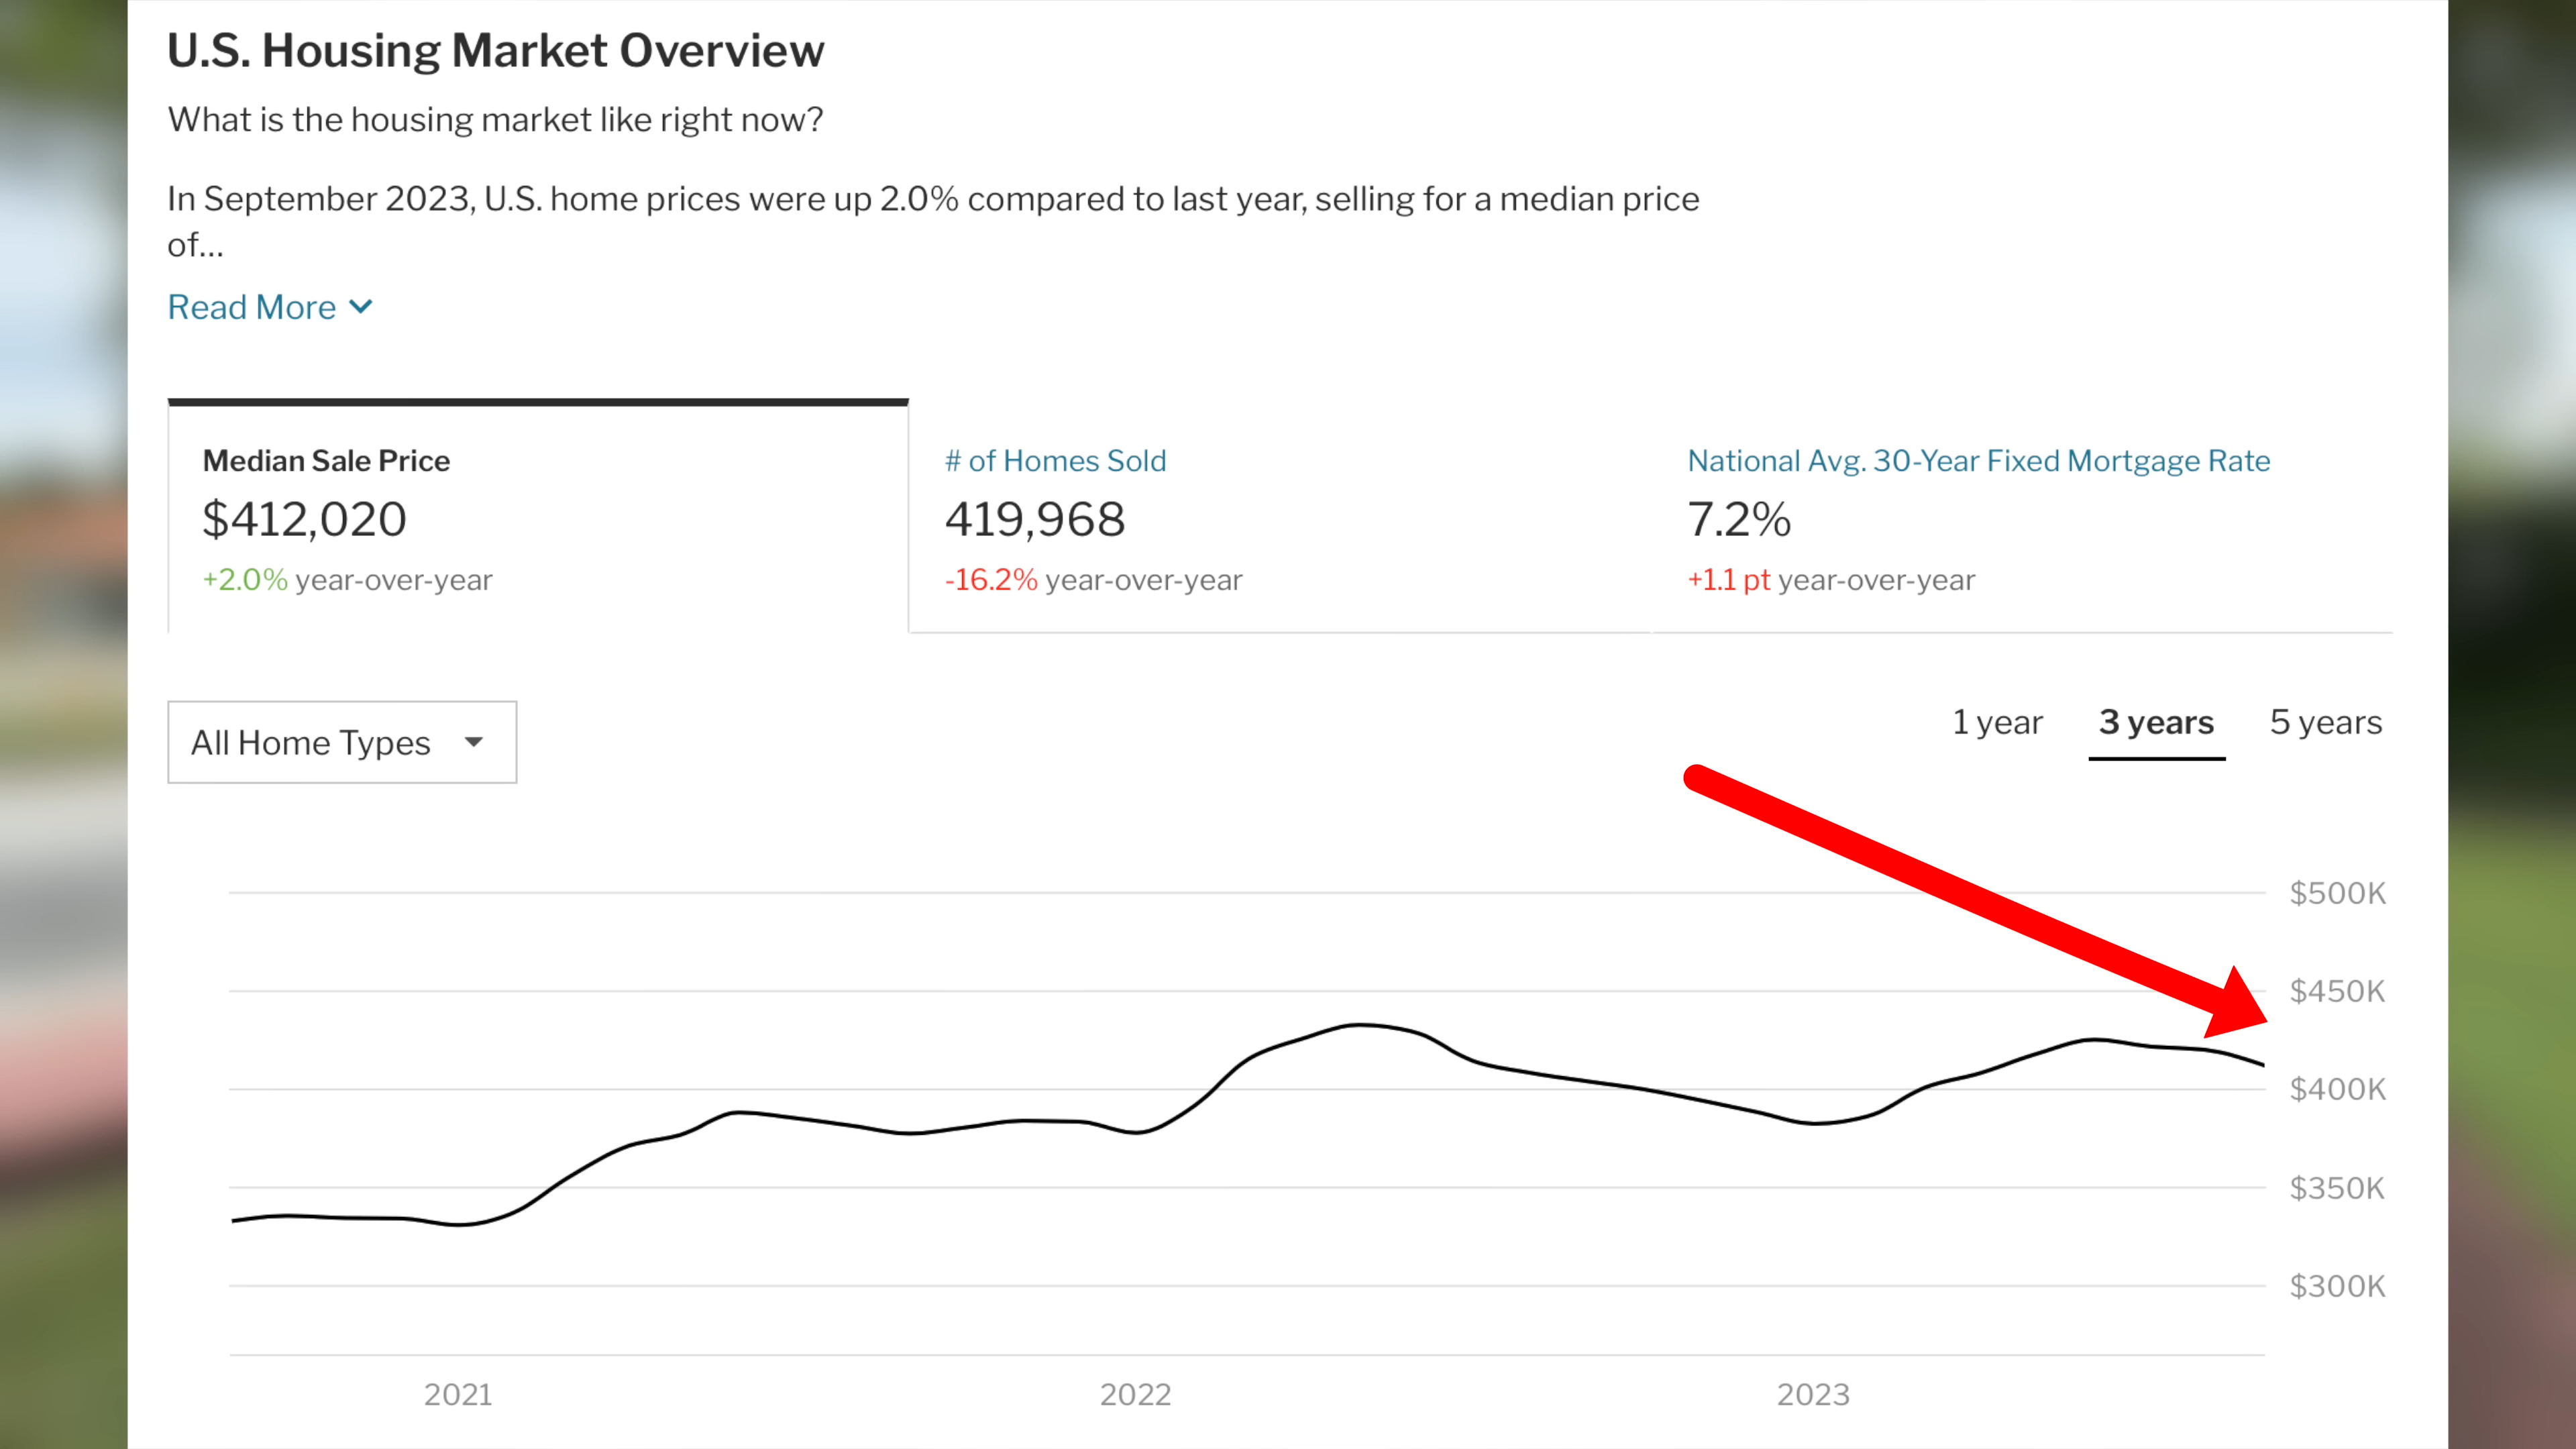 U.S. Housing Market Overview
What is the housing market like right now?
In September 2023, U.S. home prices were up 2.0% compared to last year, selling for a median price
of...
Read More
Median Sale Price
$412,020
+2.0% year-over-year
# of Homes Sold
419,968
-16.2% year-over-year
National Avg. 30-Year Fixed Mortgage Rate
7.2%
+1.1 pt year-over-year
All Home Types
1 year
3 years
5 years
$500K
$450K
$400K
$350K
$300K
2021
2022
2023